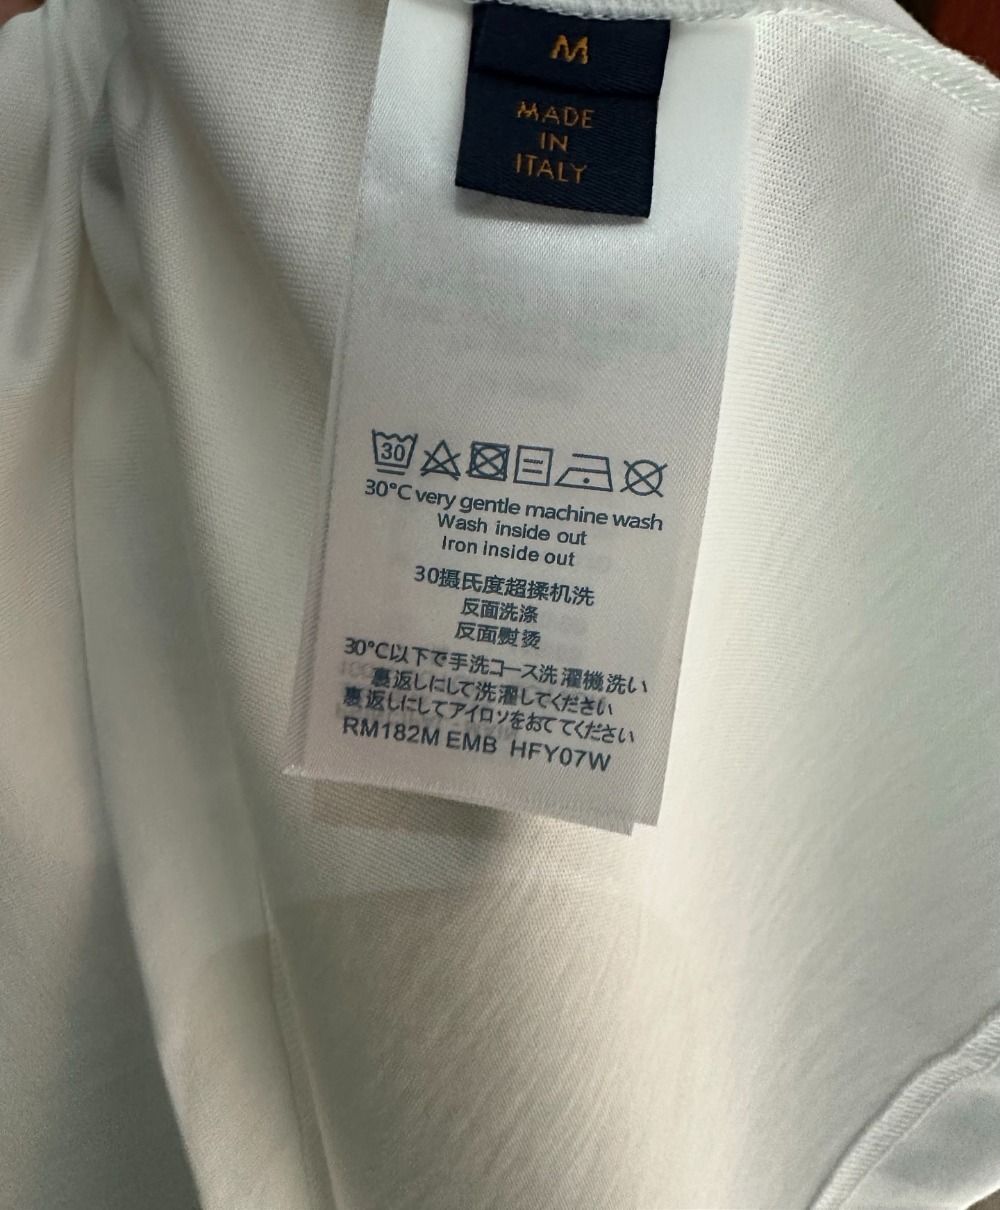 M
MADE
IN
ITALY
30
30°C very gentle machine wash
Wash inside out
Iron inside out
30摄氏度超揉机洗
反面洗涤
反面熨烫
30°C以下で手洗コース洗濯機洗い
裏返しにして洗濯してください
裏返しにしてアイロソをおててください
RM182M EMB HFY07W